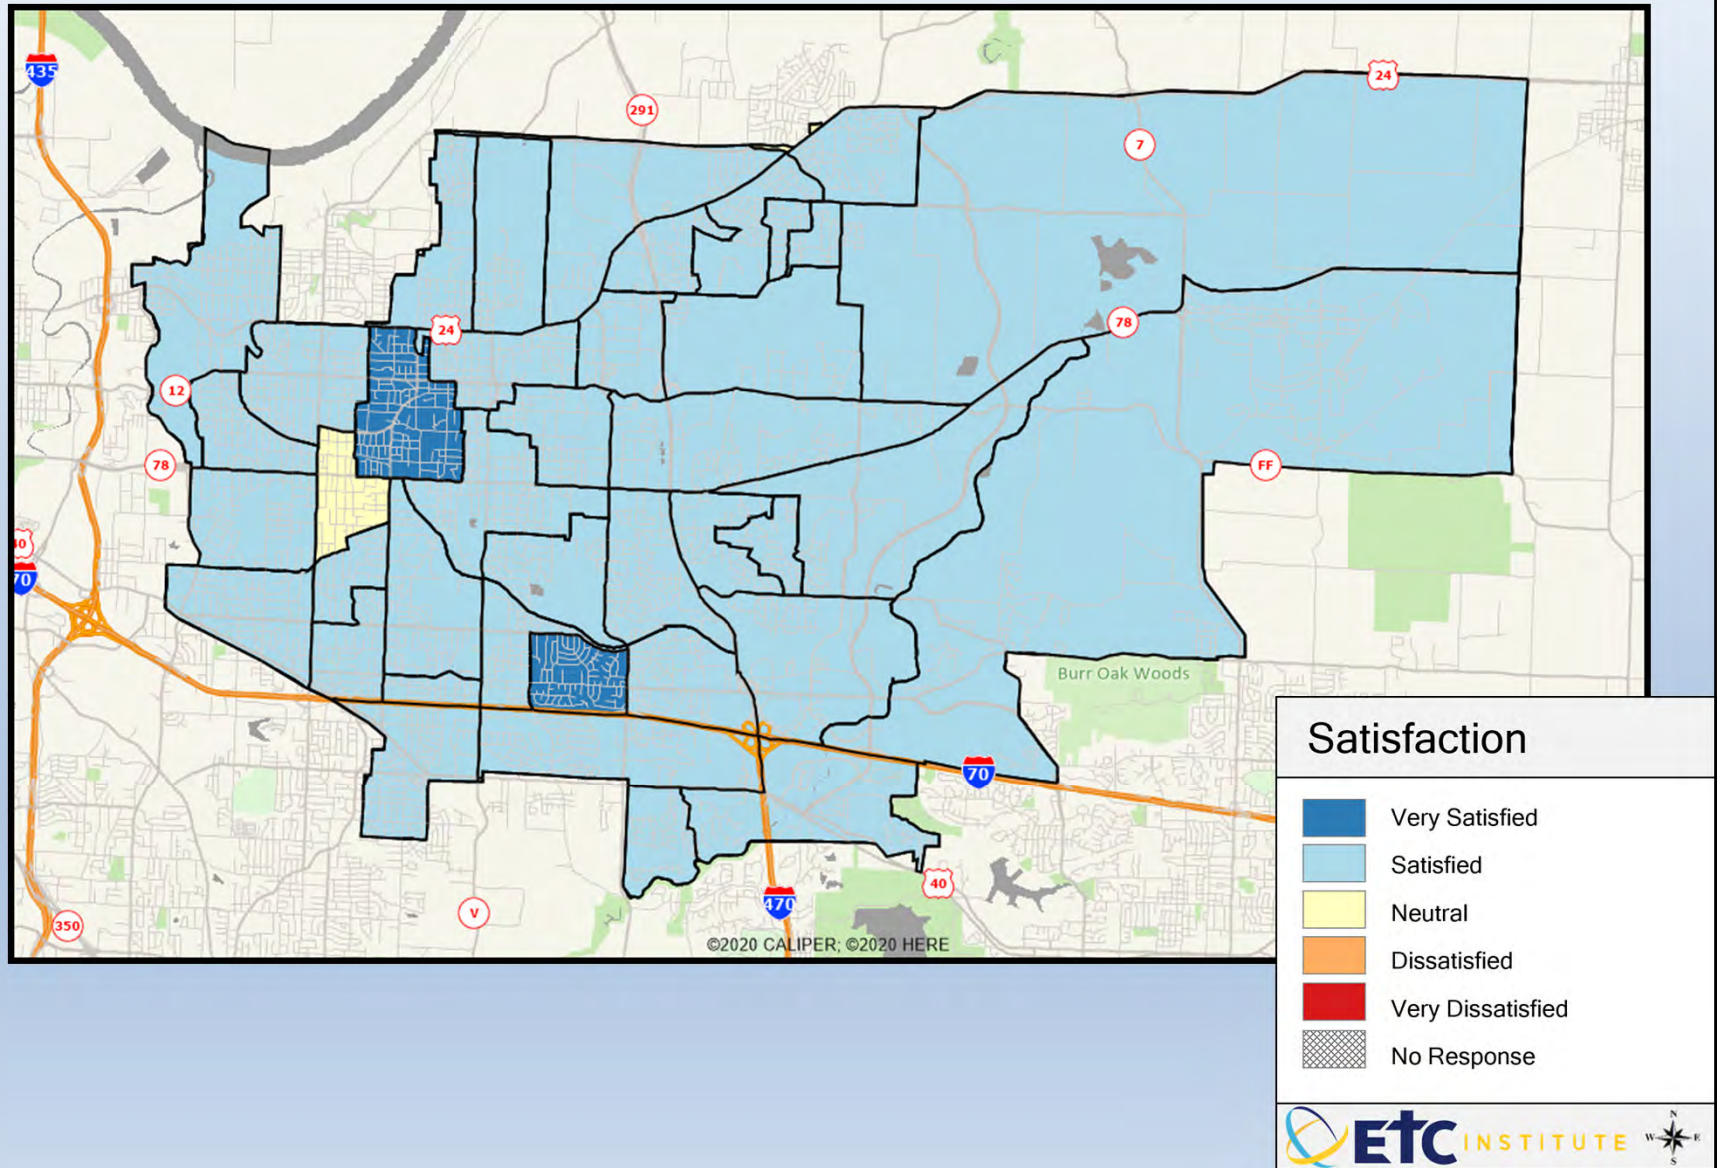 24
435
291
7
78
24
12
78
FF
40
70
Burr Oak Woods
70
40
470
V
350
©2020 CALIPER; ©2020 HERE
Satisfaction
Very Satisfied
Satisfied
Neutral
Dissatisfied
Very Dissatisfied
No Response
ETC INSTITUTE
N
W E
S